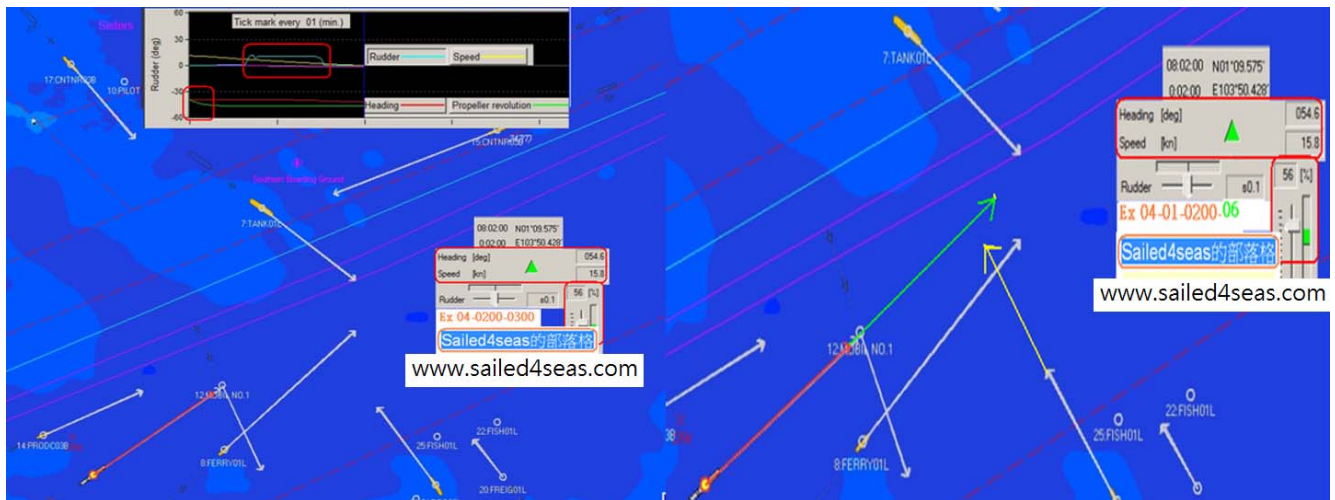 Sisters
Tick mark every 01 (min.)
60
30
0
-30
-60
Rudder (deg)
Rudder
Speed
Heading
Propeller revolution
17:CNTNR03B
10:PILOT
Southern Boarding Ground
7:TANK01L
08:02:00 N01°09.575'
0:02:00 E103°50.428'
Heading [deg] 054.6
Speed [kn] 15.8
Rudder s0.1
56 [%]
Ex 04-0200-0300
Sailed4seas的部落格
www.sailed4seas.com
12:MOBIL NO.1
14:PRODC03B
8:FERRY01L
25:FISH01L
22:FISH01L
20:FREIG01L
7:TANK01L
08:02:00 N01°09.575'
0:02:00 E103°50.428'
Heading [deg] 054.6
Speed [kn] 15.8
Rudder s0.1
56 [%]
Ex 04-01-0200-06
Sailed4seas的部落格
www.sailed4seas.com
12:MOBIL NO.1
03B
8:FERRY01L
25:FISH01L
22:FISH01L